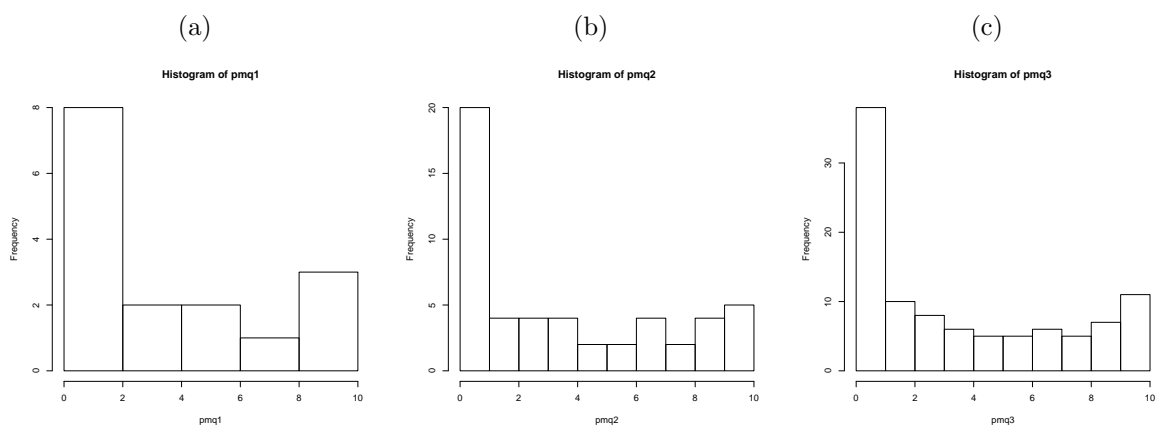 (a)
Histogram of pmq1
Frequency
8
6
4
2
0
0 2 4 6 8 10
pmq1
(b)
Histogram of pmq2
Frequency
20
15
10
5
0
0 2 4 6 8 10
pmq2
(c)
Histogram of pmq3
Frequency
30
20
10
0
0 2 4 6 8 10
pmq3